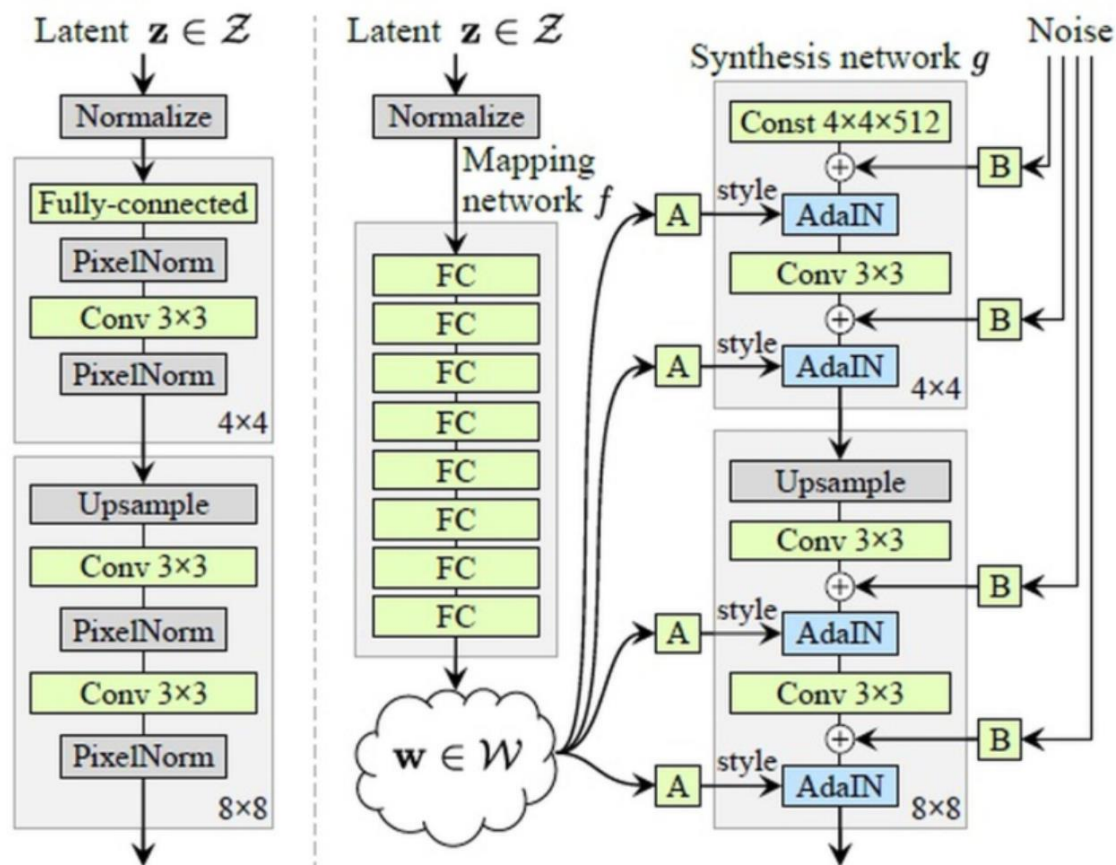 Latent z ∈ Z
Normalize
Fully-connected
PixelNorm
Conv 3×3
PixelNorm
4×4
Upsample
Conv 3×3
PixelNorm
Conv 3×3
PixelNorm
8×8
Latent z ∈ Z
Normalize
Mapping
network f
FC
FC
FC
FC
FC
FC
FC
FC
w ∈ W
Noise
Synthesis network g
Const 4×4×512
B
A
style
AdaIN
Conv 3×3
B
A
style
AdaIN
4×4
Upsample
Conv 3×3
B
A
style
AdaIN
Conv 3×3
B
A
style
AdaIN
8×8